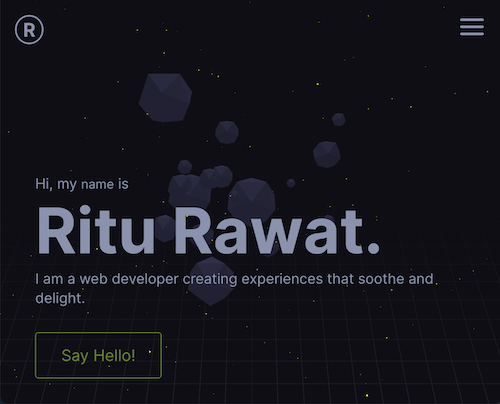 R
Hi, my name is
Ritu Rawat.
I am a web developer creating experiences that soothe and
delight.
Say Hello!